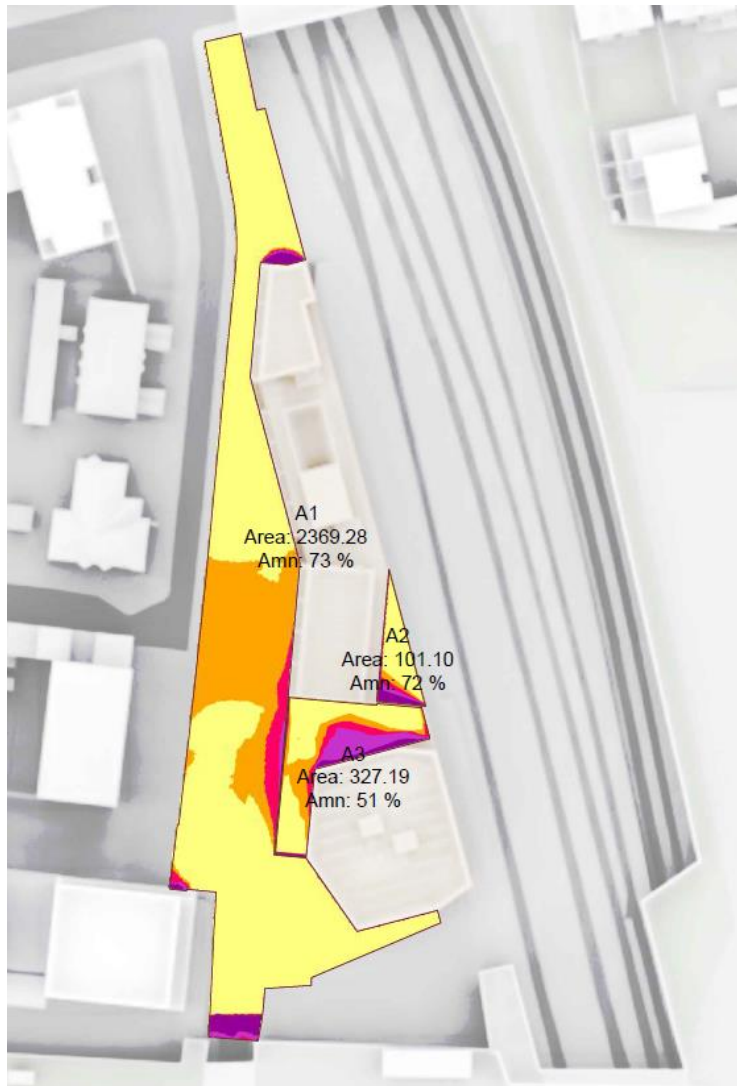 A1
Area: 2369.28
Amn: 73 %
A2
Area: 101.10
Amn: 72 %
A3
Area: 327.19
Amn: 51 %